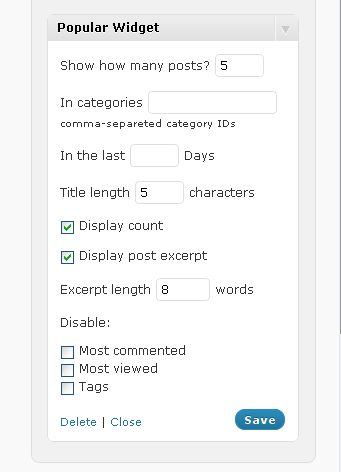 Popular Widget
Show how many posts? 5
In categories
comma-separeted category IDs
In the last Days
Title length 5 characters
Display count
Display post excerpt
Excerpt length 8 words
Disable:
Most commented
Most viewed
Tags
Delete | Close Save